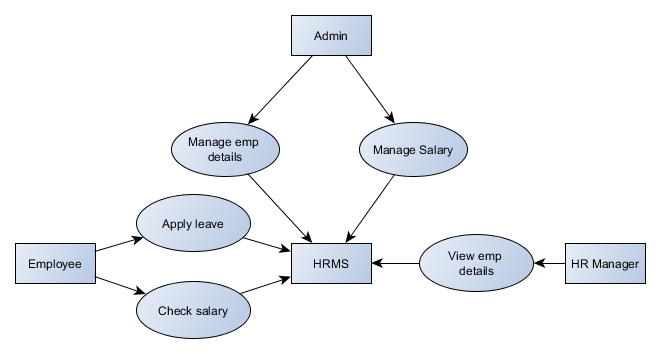 Admin
Manage emp
details
Manage Salary
Apply leave
Employee
HRMS
View emp
details
HR Manager
Check salary